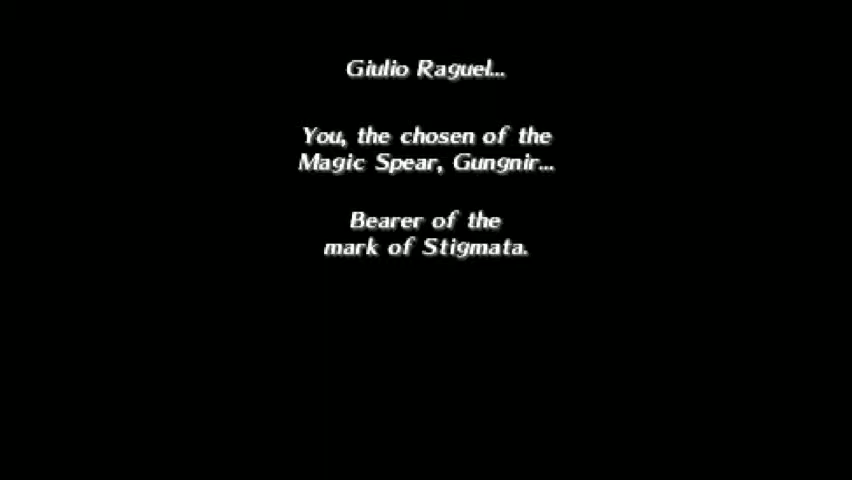 Giulio Raguel...
You, the chosen of the
Magic Spear, Gungnir...
Bearer of the
mark of Stigmata.